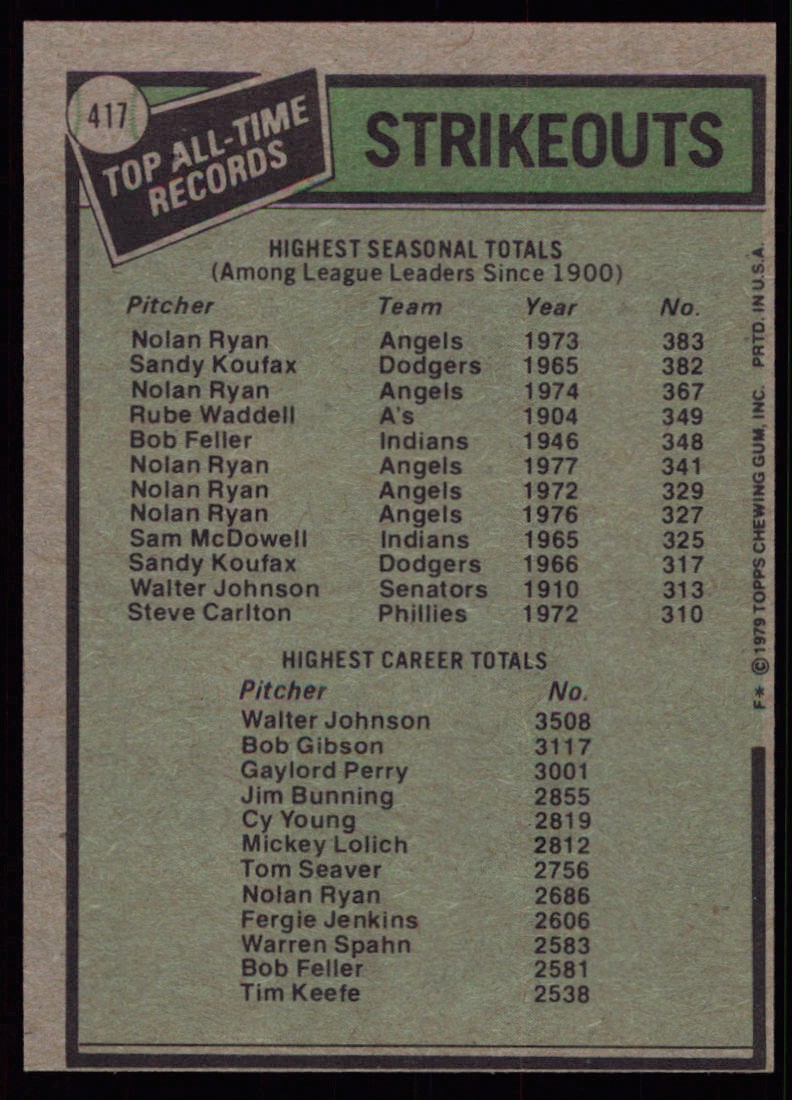 417
TOP ALL-TIME
RECORDS
STRIKEOUTS
HIGHEST SEASONAL TOTALS
(Among League Leaders Since 1900)
Pitcher Team Year No.
Nolan Ryan Angels 1973 383
Sandy Koufax Dodgers 1965 382
Nolan Ryan Angels 1974 367
Rube Waddell A's 1904 349
Bob Feller Indians 1946 348
Nolan Ryan Angels 1977 341
Nolan Ryan Angels 1972 329
Nolan Ryan Angels 1976 327
Sam McDowell Indians 1965 325
Sandy Koufax Dodgers 1966 317
Walter Johnson Senators 1910 313
Steve Carlton Phillies 1972 310
HIGHEST CAREER TOTALS
Pitcher No.
Walter Johnson 3508
Bob Gibson 3117
Gaylord Perry 3001
Jim Bunning 2855
Cy Young 2819
Mickey Lolich 2812
Tom Seaver 2756
Nolan Ryan 2686
Fergie Jenkins 2606
Warren Spahn 2583
Bob Feller 2581
Tim Keefe 2538
F* © 1979 TOPPS CHEWING GUM, INC. PRTD. IN U.S.A.